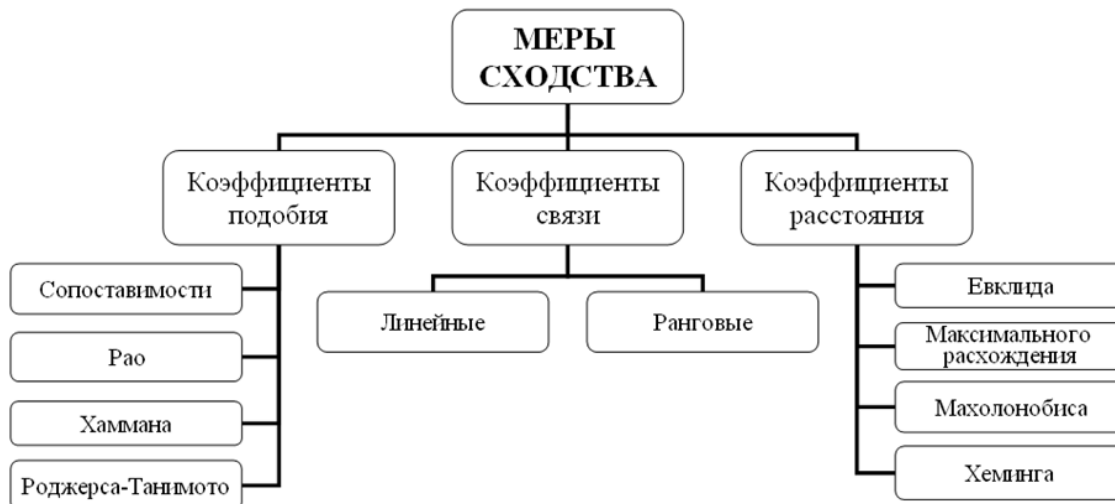 МЕРЫ
СХОДСТВА
Коэффициенты
подобия
Коэффициенты
связи
Коэффициенты
расстояния
Сопоставимости
Рао
Хаммана
Роджерса-Танимото
Линейные
Ранговые
Евклида
Максимального
расхождения
Махолонобиса
Хеминга